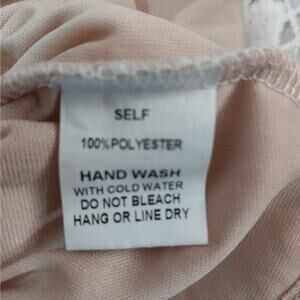 SELF
100%POLYESTER
HAND WASH
WITH COLD WATER
DO NOT BLEACH
HANG OR LINE DRY